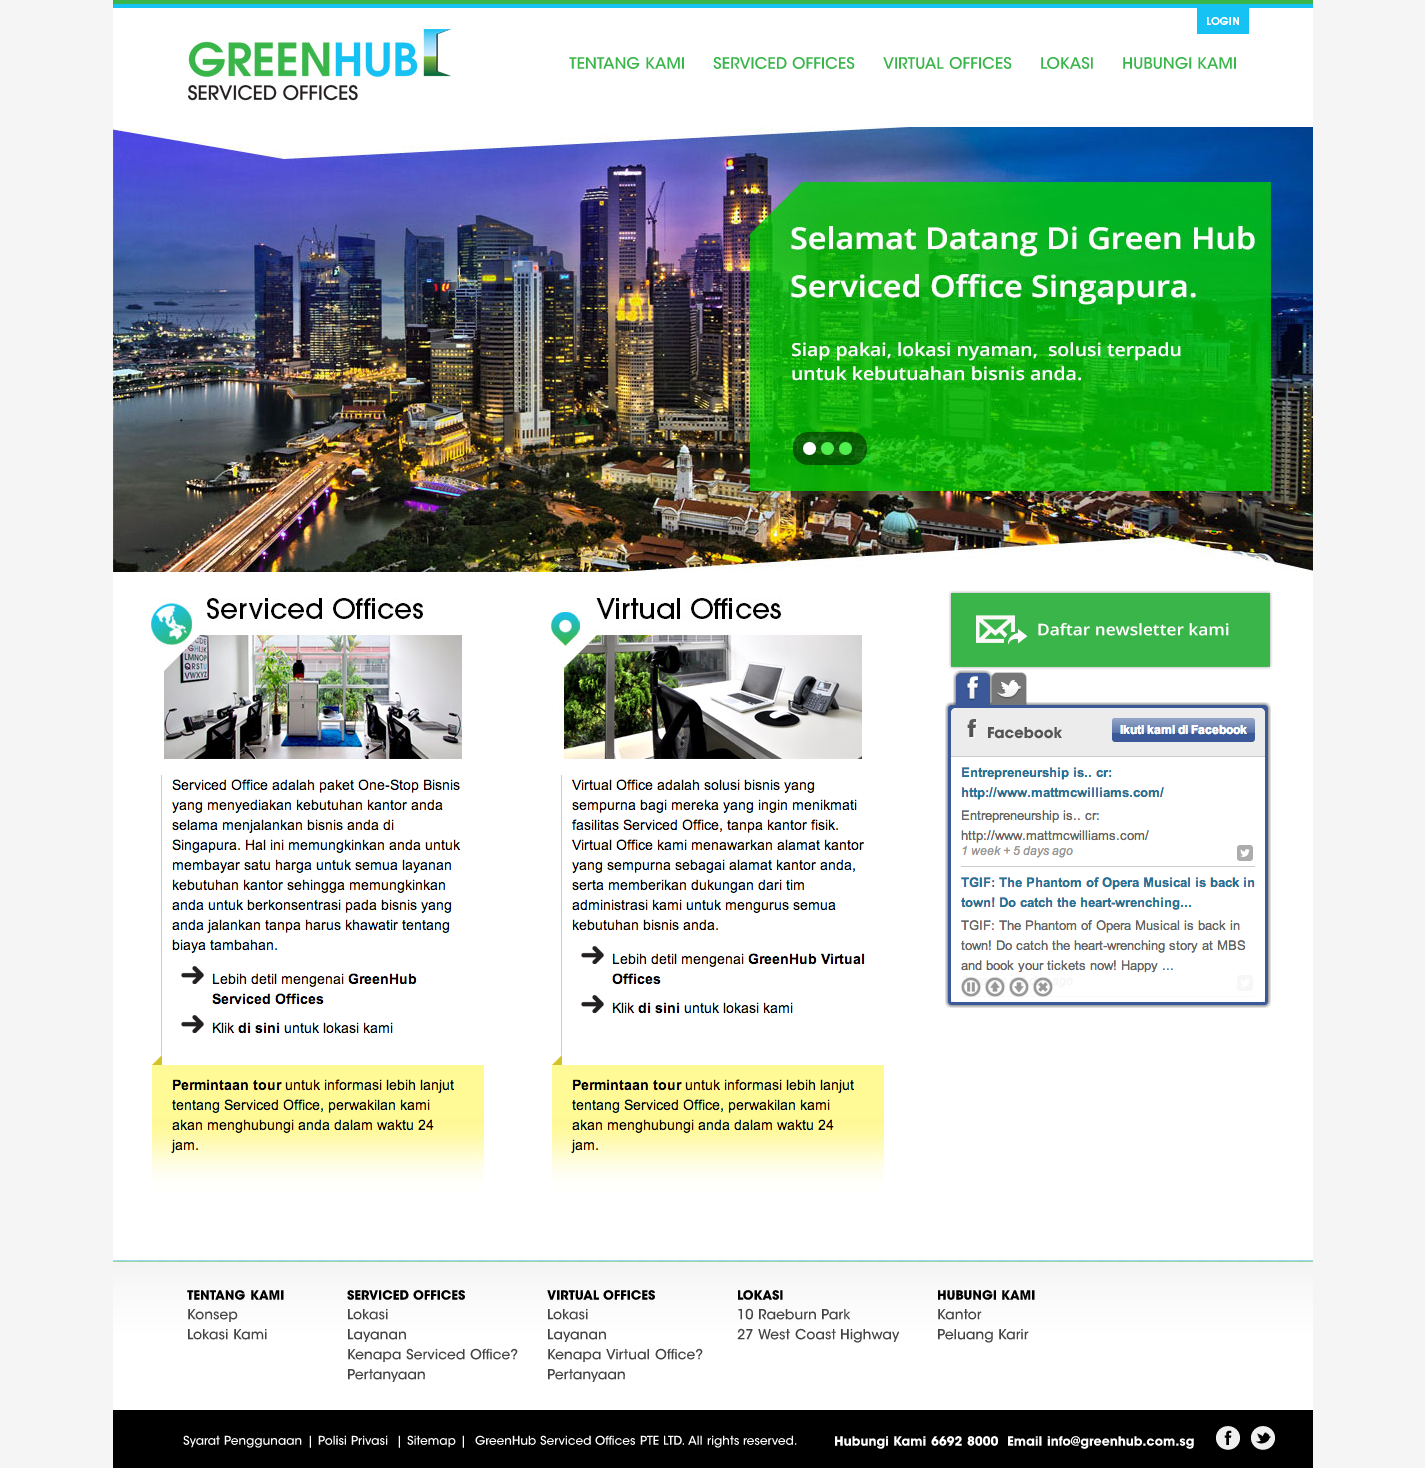 LOGIN
GREENHUB
SERVICED OFFICES
TENTANG KAMI
SERVICED OFFICES
VIRTUAL OFFICES
LOKASI
HUBUNGI KAMI
Selamat Datang Di Green Hub
Serviced Office Singapura.
Siap pakai, lokasi nyaman, solusi terpadu
untuk kebutuahan bisnis anda.
Serviced Offices
Serviced Office adalah paket One-Stop Bisnis
yang menyediakan kebutuhan kantor anda
selama menjalankan bisnis anda di
Singapura. Hal ini memungkinkan anda untuk
membayar satu harga untuk semua layanan
kebutuhan kantor sehingga memungkinkan
anda untuk berkonsentrasi pada bisnis yang
anda jalankan tanpa harus khawatir tentang
biaya tambahan.
Lebih detil mengenai GreenHub
Serviced Offices
Klik di sini untuk lokasi kami
Permintaan tour untuk informasi lebih lanjut
tentang Serviced Office, perwakilan kami
akan menghubungi anda dalam waktu 24
jam.
Virtual Offices
Virtual Office adalah solusi bisnis yang
sempurna bagi mereka yang ingin menikmati
fasilitas Serviced Office, tanpa kantor fisik.
Virtual Office kami menawarkan alamat kantor
yang sempurna sebagai alamat kantor anda,
serta memberikan dukungan dari tim
administrasi kami untuk mengurus semua
kebutuhan bisnis anda.
Lebih detil mengenai GreenHub Virtual
Offices
Klik di sini untuk lokasi kami
Permintaan tour untuk informasi lebih lanjut
tentang Serviced Office, perwakilan kami
akan menghubungi anda dalam waktu 24
jam.
Daftar newsletter kami
Facebook
Ikuti kami di Facebook
Entrepreneurship is.. cr:
http://www.mattmcwilliams.com/
Entrepreneurship is.. cr:
http://www.mattmcwilliams.com/
1 week + 5 days ago
TGIF: The Phantom of Opera Musical is back in
town! Do catch the heart-wrenching...
TGIF: The Phantom of Opera Musical is back in
town! Do catch the heart-wrenching story at MBS
and book your tickets now! Happy ...
ago
TENTANG KAMI
Konsep
Lokasi Kami
SERVICED OFFICES
Lokasi
Layanan
Kenapa Serviced Office?
Pertanyaan
VIRTUAL OFFICES
Lokasi
Layanan
Kenapa Virtual Office?
Pertanyaan
LOKASI
10 Raeburn Park
27 West Coast Highway
HUBUNGI KAMI
Kantor
Peluang Karir
Syarat Penggunaan | Polisi Privasi | Sitemap | GreenHub Serviced Offices PTE LTD. All rights reserved.
Hubungi Kami 6692 8000 Email info@greenhub.com.sg